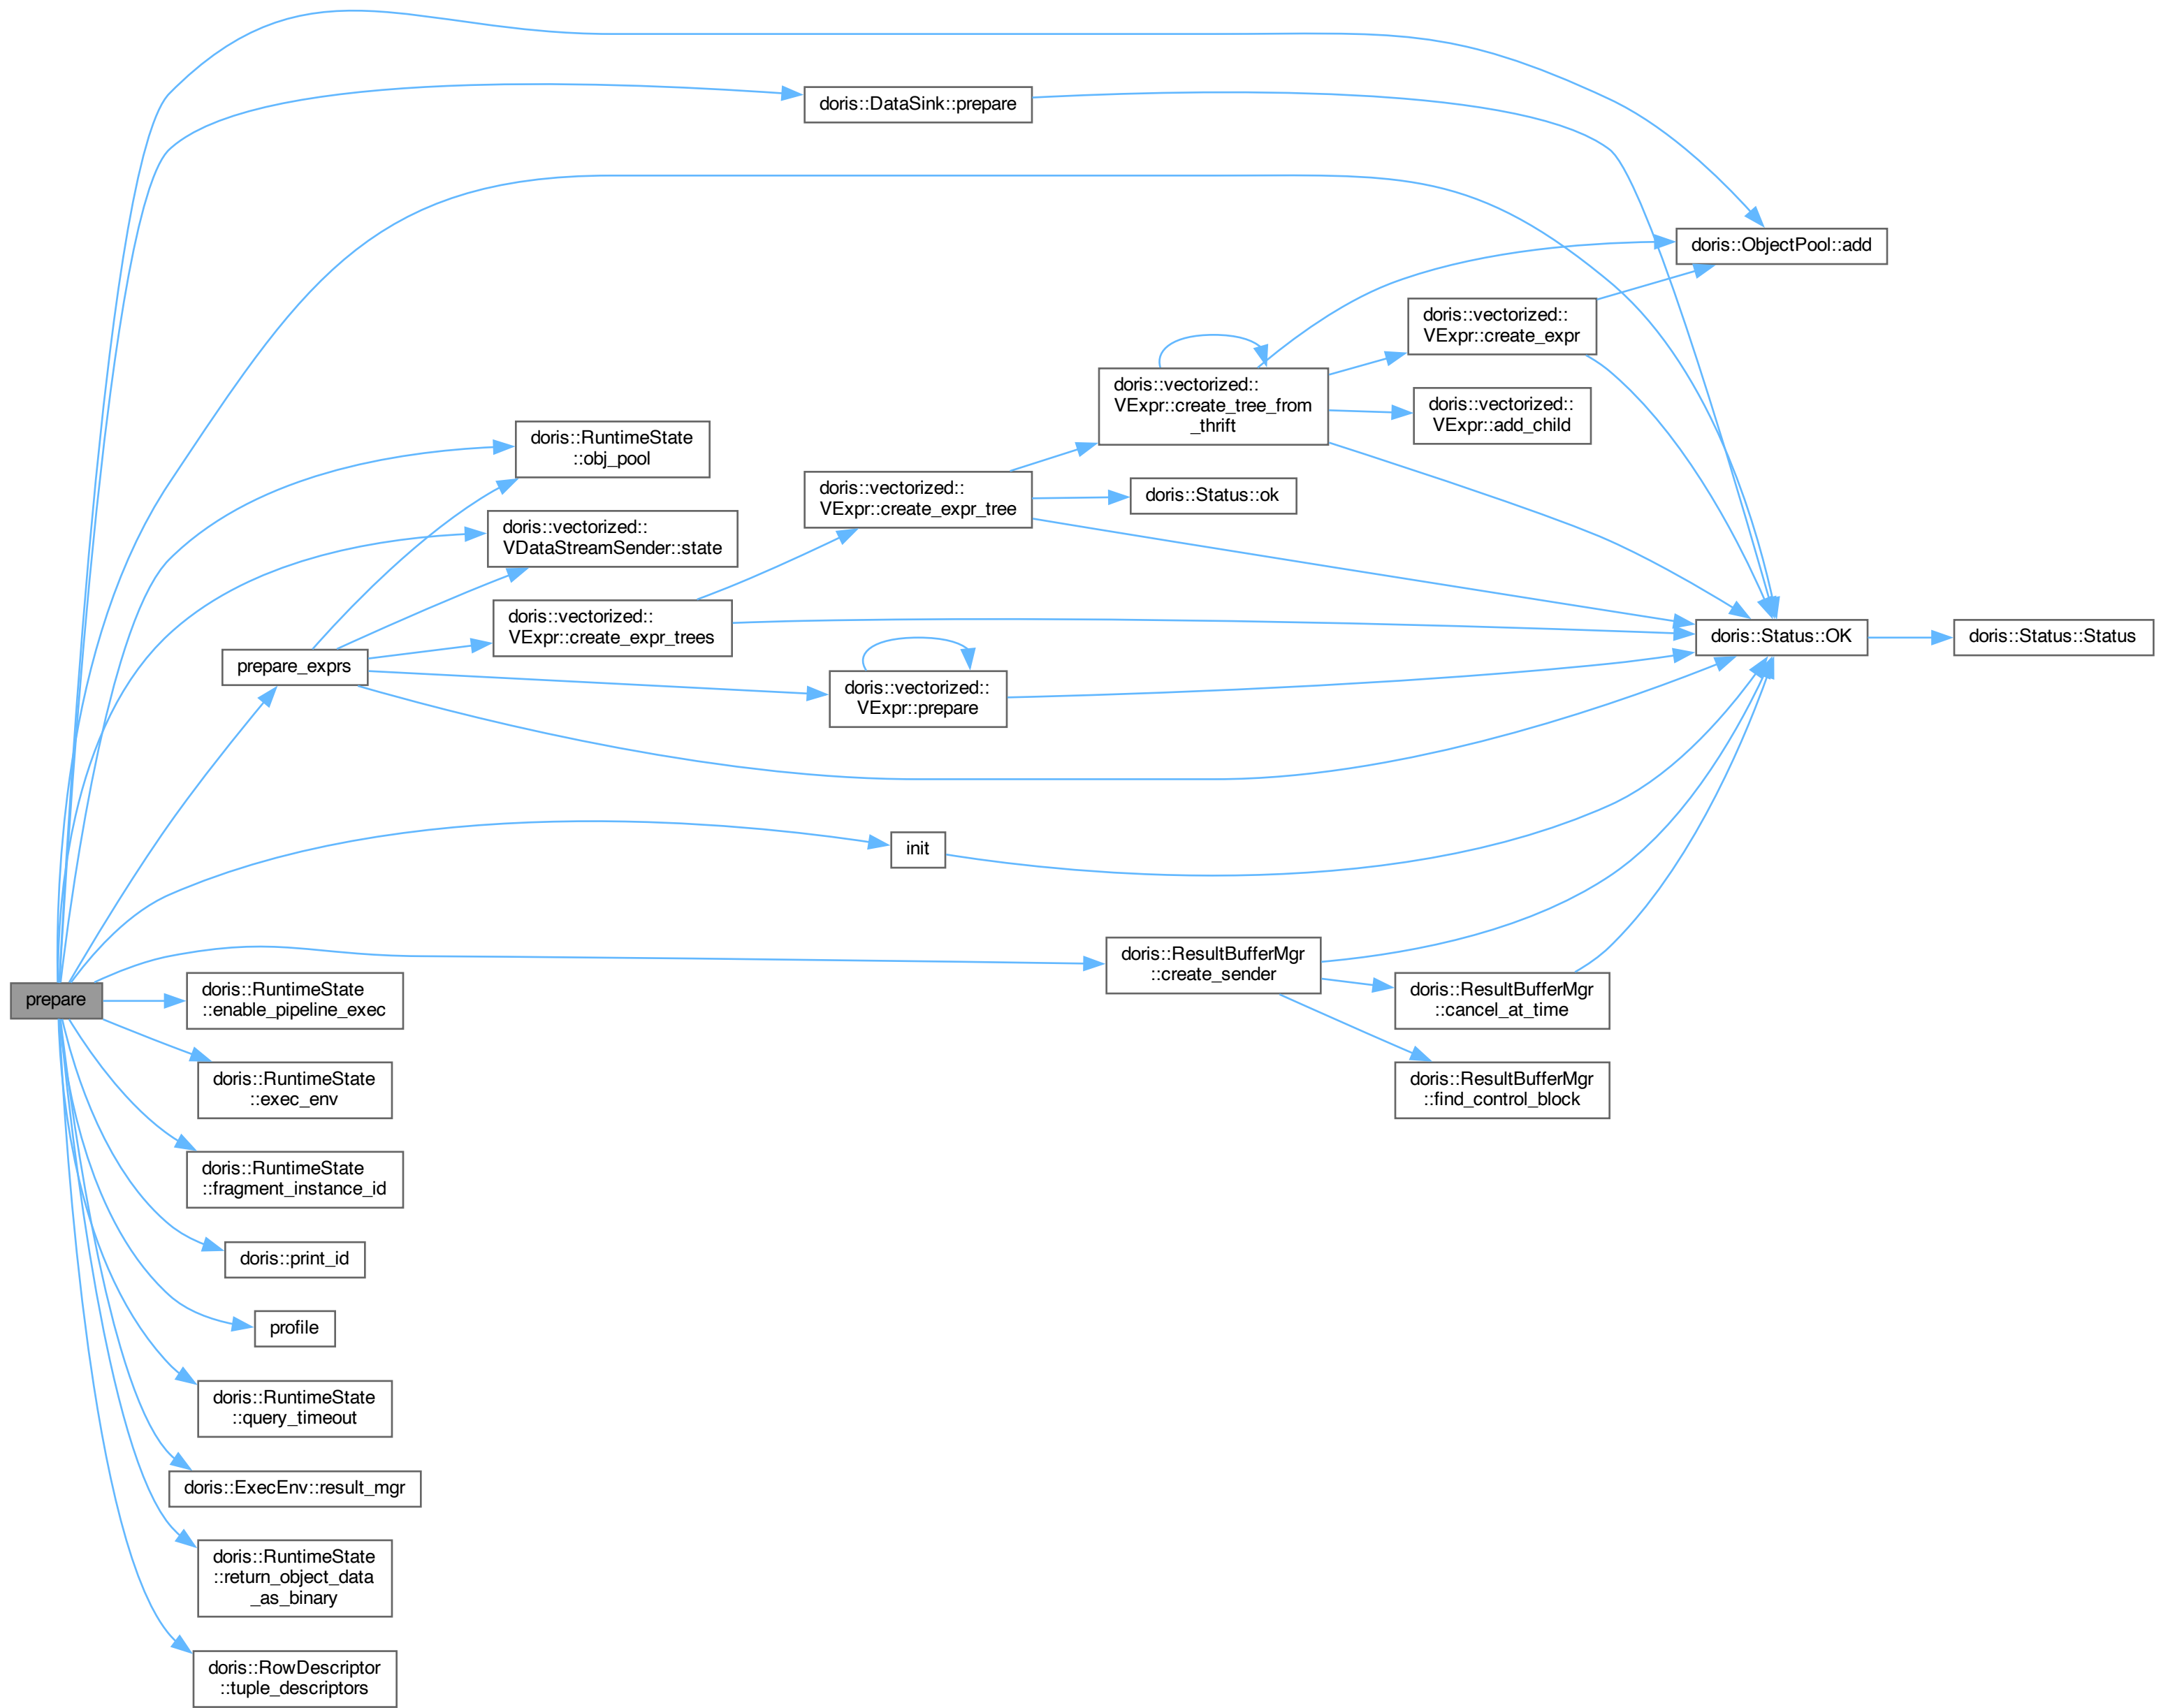 doris::DataSink::prepare
doris::ObjectPool::add
doris::vectorized::
VExpr::create_expr
doris::vectorized::
VExpr::create_tree_from
_thrift
doris::vectorized::
VExpr::add_child
doris::RuntimeState
::obj_pool
doris::vectorized::
VExpr::create_expr_tree
doris::Status::ok
doris::vectorized::
VDataStreamSender::state
doris::vectorized::
VExpr::create_expr_trees
doris::Status::OK
doris::Status::Status
prepare_exprs
doris::vectorized::
VExpr::prepare
init
doris::ResultBufferMgr
::create_sender
prepare
doris::RuntimeState
::enable_pipeline_exec
doris::ResultBufferMgr
::cancel_at_time
doris::RuntimeState
::exec_env
doris::ResultBufferMgr
::find_control_block
doris::RuntimeState
::fragment_instance_id
doris::print_id
profile
doris::RuntimeState
::query_timeout
doris::ExecEnv::result_mgr
doris::RuntimeState
::return_object_data
_as_binary
doris::RowDescriptor
::tuple_descriptors